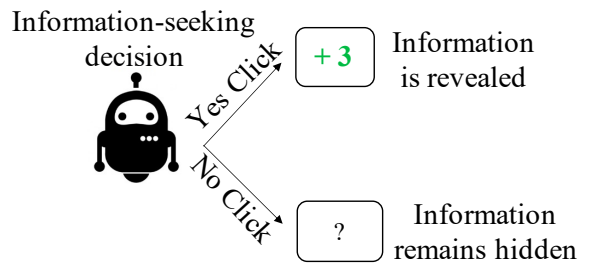 Information-seeking
decision
Yes Click
+ 3
Information
is revealed
No Click
?
Information
remains hidden